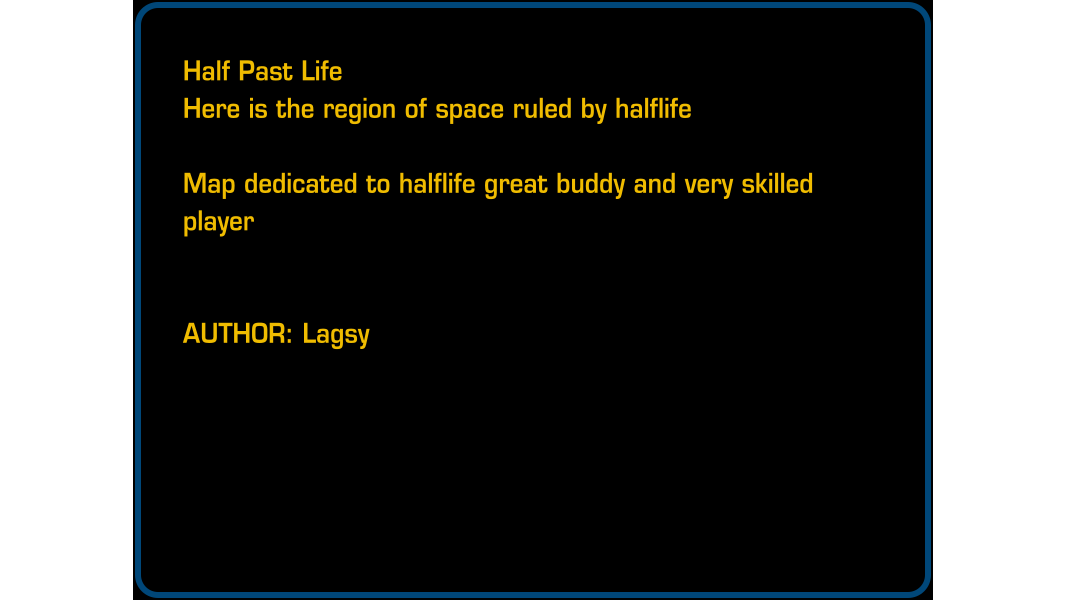 Half Past Life
Here is the region of space ruled by halflife
Map dedicated to halflife great buddy and very skilled
player
AUTHOR: Lagsy